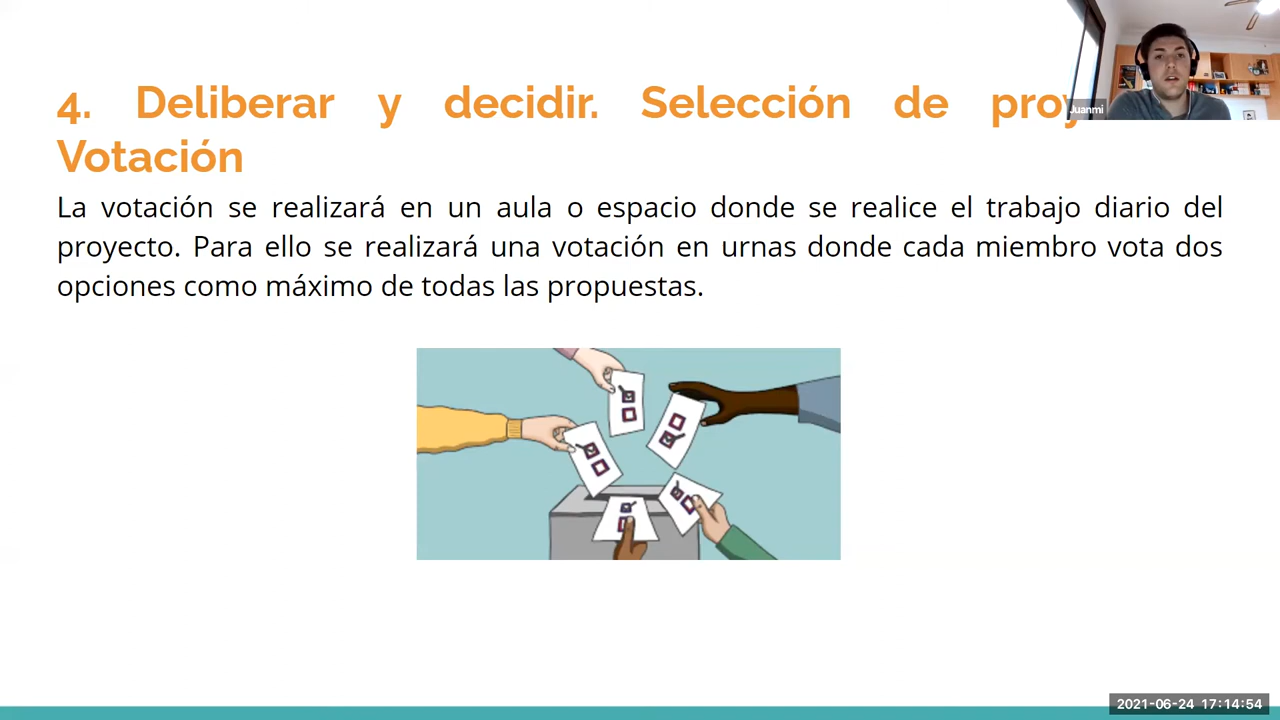 4. Deliberar y decidir. Selección de
Votación
La votación se realizará en un aula o espacio donde se realice el trabajo diario del
proyecto. Para ello se realizará una votación en urnas donde cada miembro vota dos
opciones como máximo de todas las propuestas.
Juanmi
2021-06-24 17:14:54